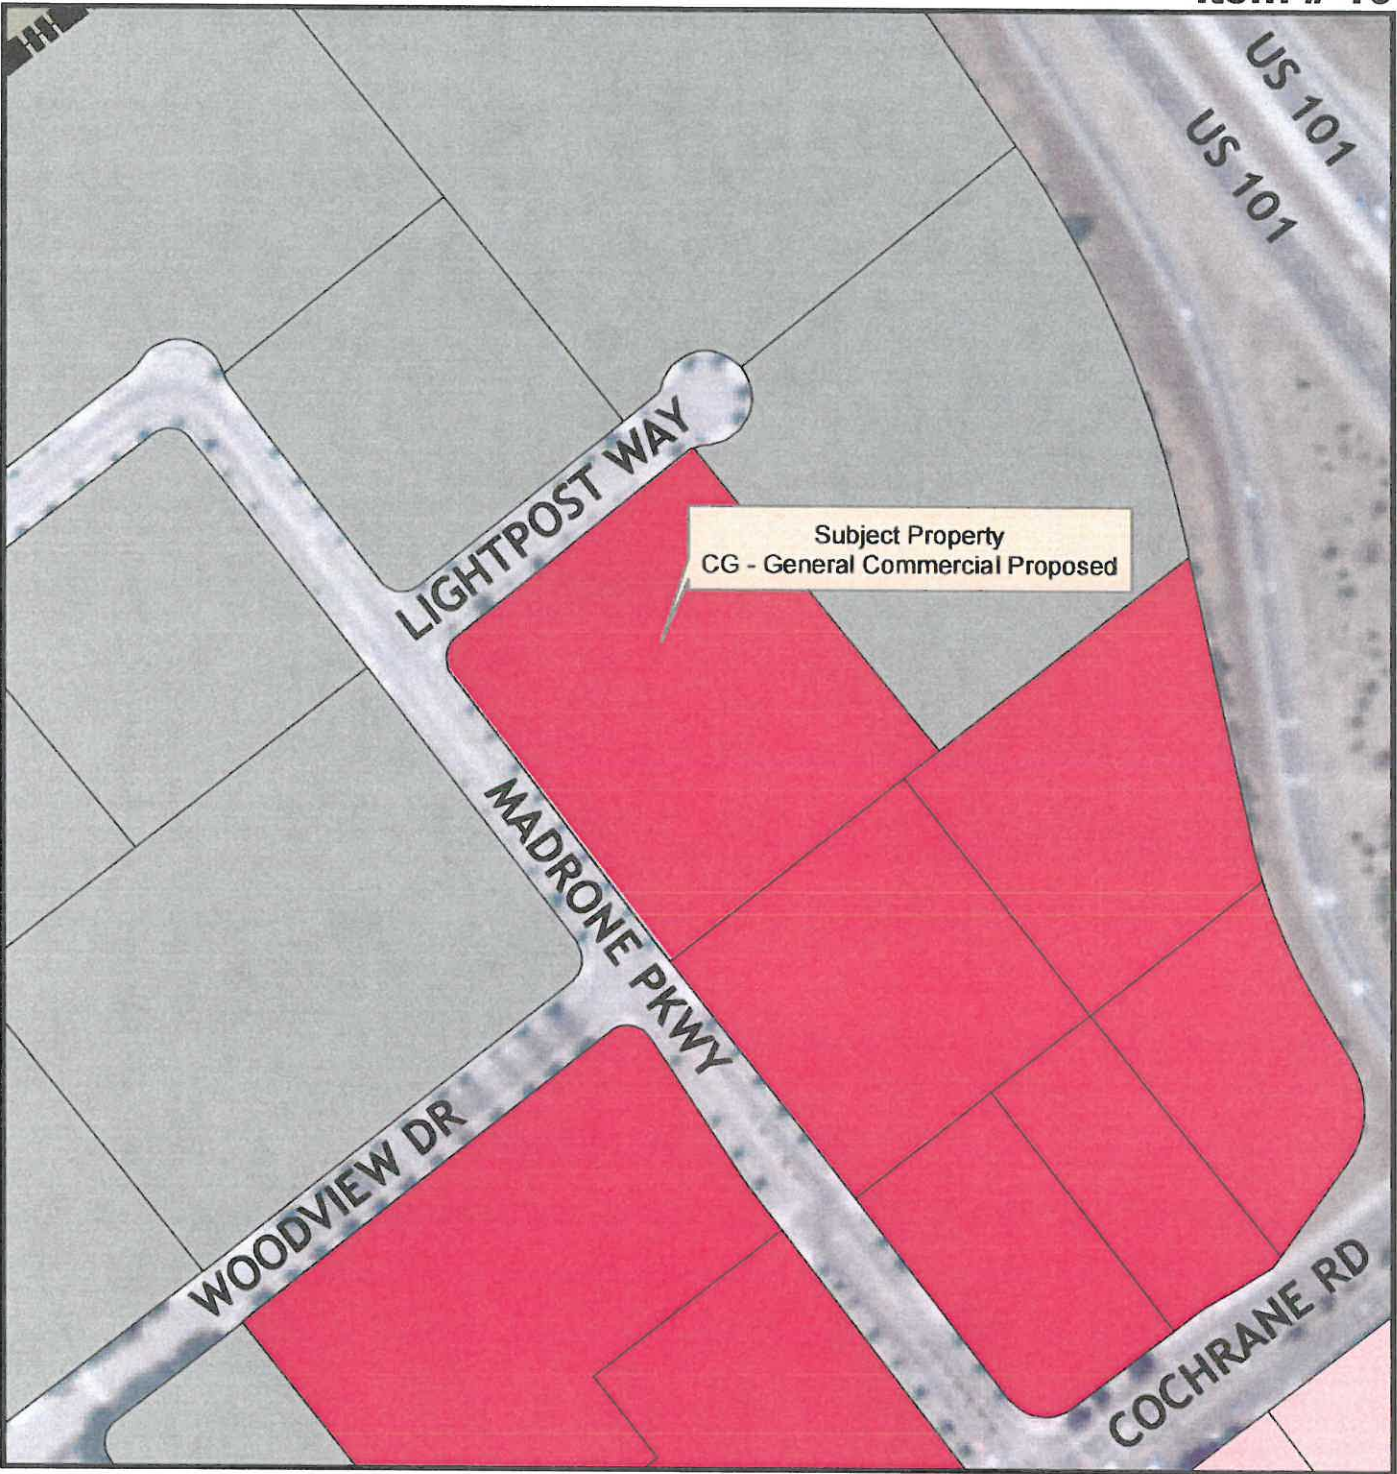 US 101
US 101
LIGHTPOST WAY
Subject Property
CG - General Commercial Proposed
MADRONE PKWY
WOODVIEW DR
COCHRANE RD